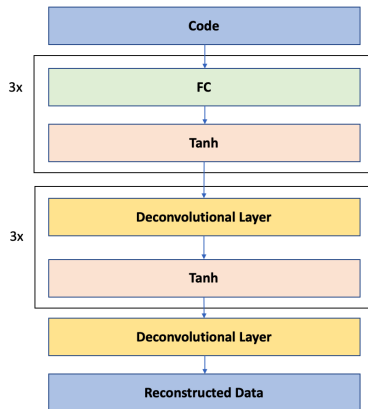 Code
3x
FC
Tanh
3x
Deconvolutional Layer
Tanh
Deconvolutional Layer
Reconstructed Data